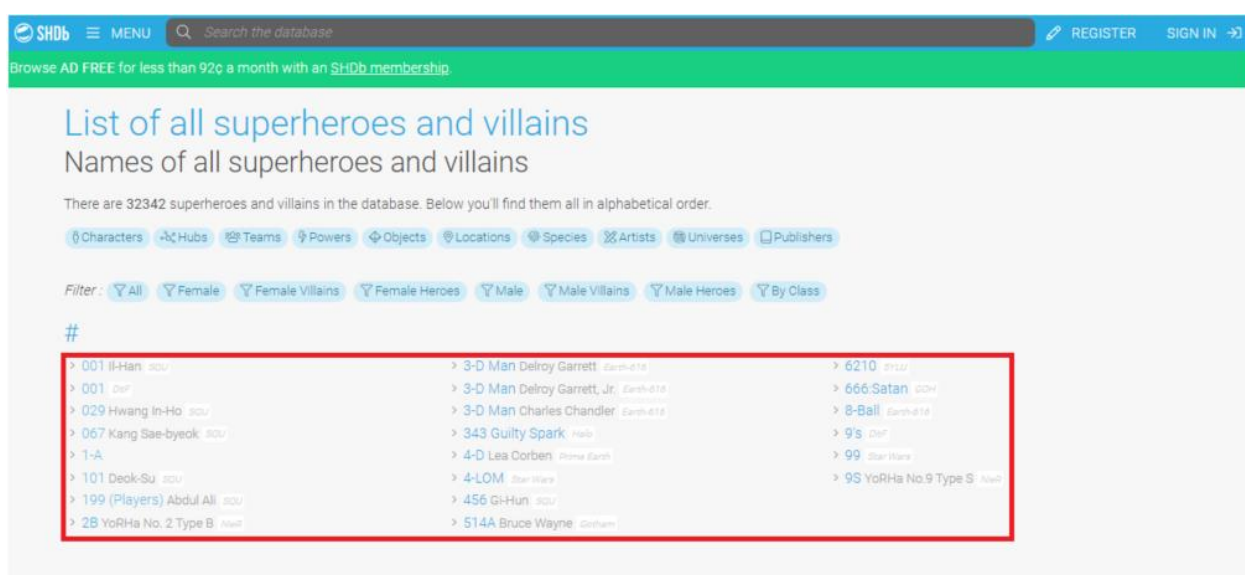 SHDb MENU Search the database REGISTER SIGN IN
Browse AD FREE for less than 92¢ a month with an SHDb membership.
List of all superheroes and villains
Names of all superheroes and villains
There are 32342 superheroes and villains in the database. Below you'll find them all in alphabetical order.
Characters Hubs Teams Powers Objects Locations Species Artists Universes Publishers
Filter: All Female Female Villains Female Heroes Male Male Villains Male Heroes By Class
#
> 001 Il-Han SQU
> 001 DxF
> 029 Hwang In-Ho SQU
> 067 Kang Sae-byeok SQU
> 1-A
> 101 Deok-Su SQU
> 199 (Players) Abdul Ali SQU
> 2B YoRHa No. 2 Type B NieR
> 3-D Man Delroy Garrett Earth-616
> 3-D Man Delroy Garrett, Jr. Earth-616
> 3-D Man Charles Chandler Earth-616
> 343 Guilty Spark Halo
> 4-D Lea Corben Prime Earth
> 4-LOM Star Wars
> 456 Gi-Hun SQU
> 514A Bruce Wayne Gotham
> 6210
> 666:Satan GOH
> 8-Ball Earth-616
> 9's DxF
> 99 Star Wars
> 9S YoRHa No.9 Type S NieR